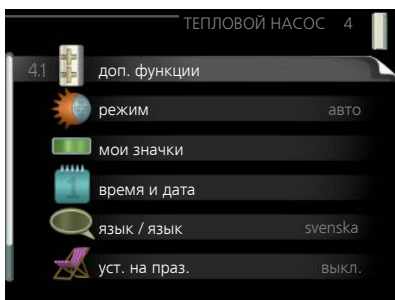 ТЕПЛОВОЙ НАСОС 4
4.1 доп. функции
режим авто
мои значки
время и дата
язык / язык svenska
уст. на праз. выкл.